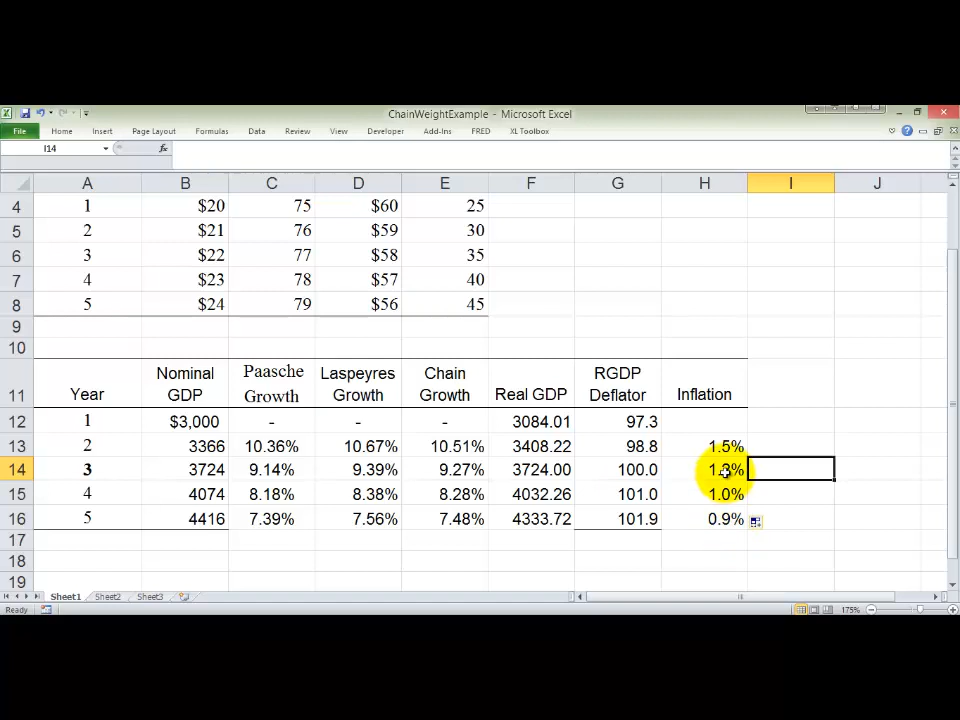 ChainWeightExample - Microsoft Excel
File Home Insert Page Layout Formulas Data Review View Developer Add-Ins FRED XL Toolbox
I14 fx
A B C D E F G H I J
4 1 $20 75 $60 25
5 2 $21 76 $59 30
6 3 $22 77 $58 35
7 4 $23 78 $57 40
8 5 $24 79 $56 45
9
10
Nominal Paasche Laspeyres Chain RGDP
11 Year GDP Growth Growth Growth Real GDP Deflator Inflation
12 1 $3,000 - - - 3084.01 97.3
13 2 3366 10.36% 10.67% 10.51% 3408.22 98.8 1.5%
14 3 3724 9.14% 9.39% 9.27% 3724.00 100.0
15 4 4074 8.18% 8.38% 8.28% 4032.26 101.0 1.0%
16 5 4416 7.39% 7.56% 7.48% 4333.72 101.9 0.9%
17
18
19
Sheet1 Sheet2 Sheet3
Ready 175%